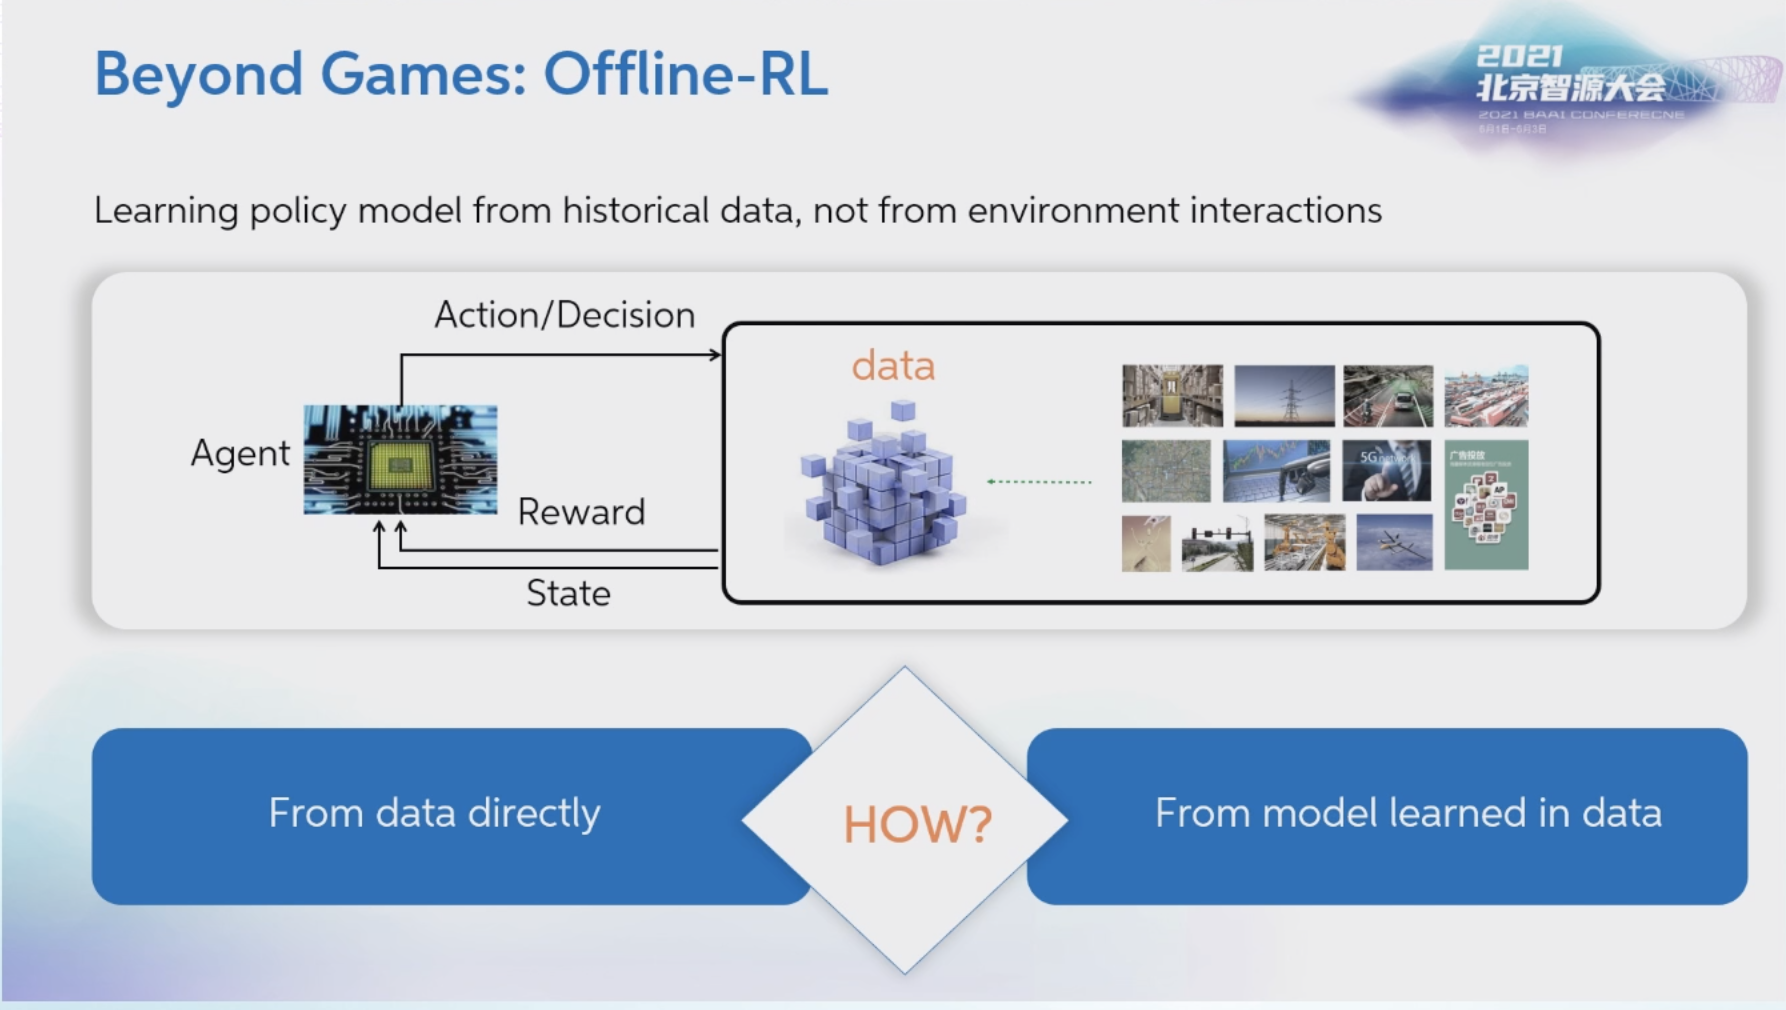 Beyond Games: Offline-RL
2021
北京智源大会
2021 BAAI CONFERECNE
6月1日-6月3日
Learning policy model from historical data, not from environment interactions
Action/Decision
data
Agent
5G network
广告投放
AP
Reward
State
From data directly
HOW?
From model learned in data